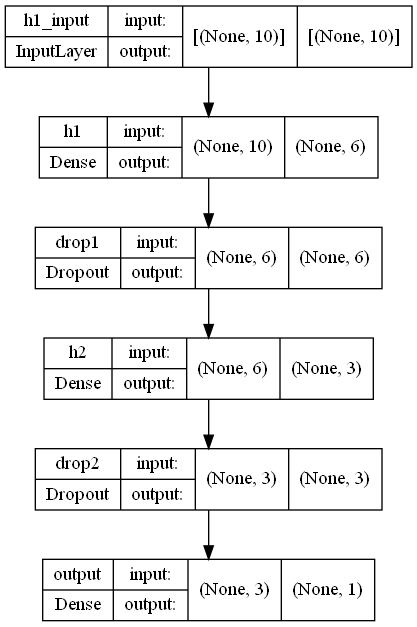 h1_input input: [(None, 10)] [(None, 10)]
InputLayer output:
h1 input: (None, 10) (None, 6)
Dense output:
drop1 input: (None, 6) (None, 6)
Dropout output:
h2 input: (None, 6) (None, 3)
Dense output:
drop2 input: (None, 3) (None, 3)
Dropout output:
output input: (None, 3) (None, 1)
Dense output: